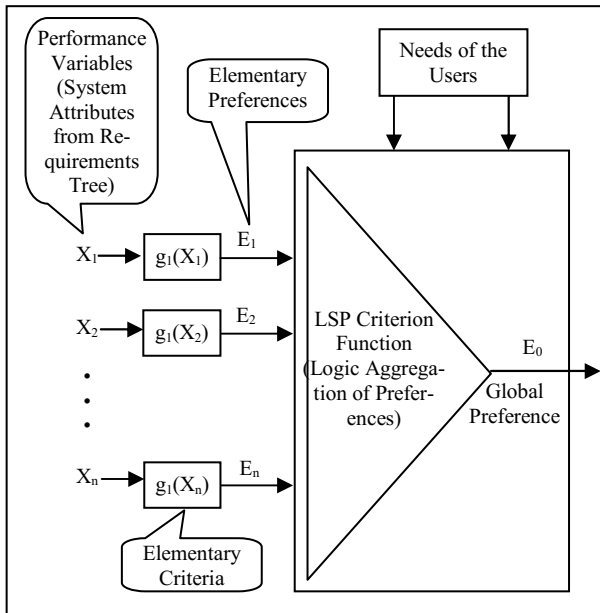 Performance
Variables
(System
Attributes
from Re-
quirements
Tree)
Elementary
Preferences
Needs of the
Users
X1
g1(X1)
E1
X2
g1(X2)
E2
LSP Criterion
Function
(Logic Aggrega-
tion of Prefer-
ences)
E0
Global
Preference
Xn
g1(Xn)
En
Elementary
Criteria